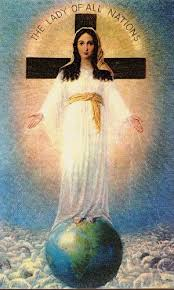 THE LADY OF ALL NATIONS